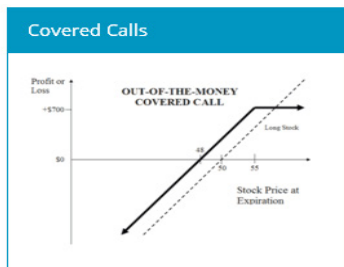 Covered Calls
Profit or
Loss
OUT-OF-THE-MONEY
COVERED CALL
+$700
Long Stock
48
$0
50
55
Stock Price at
Expiration